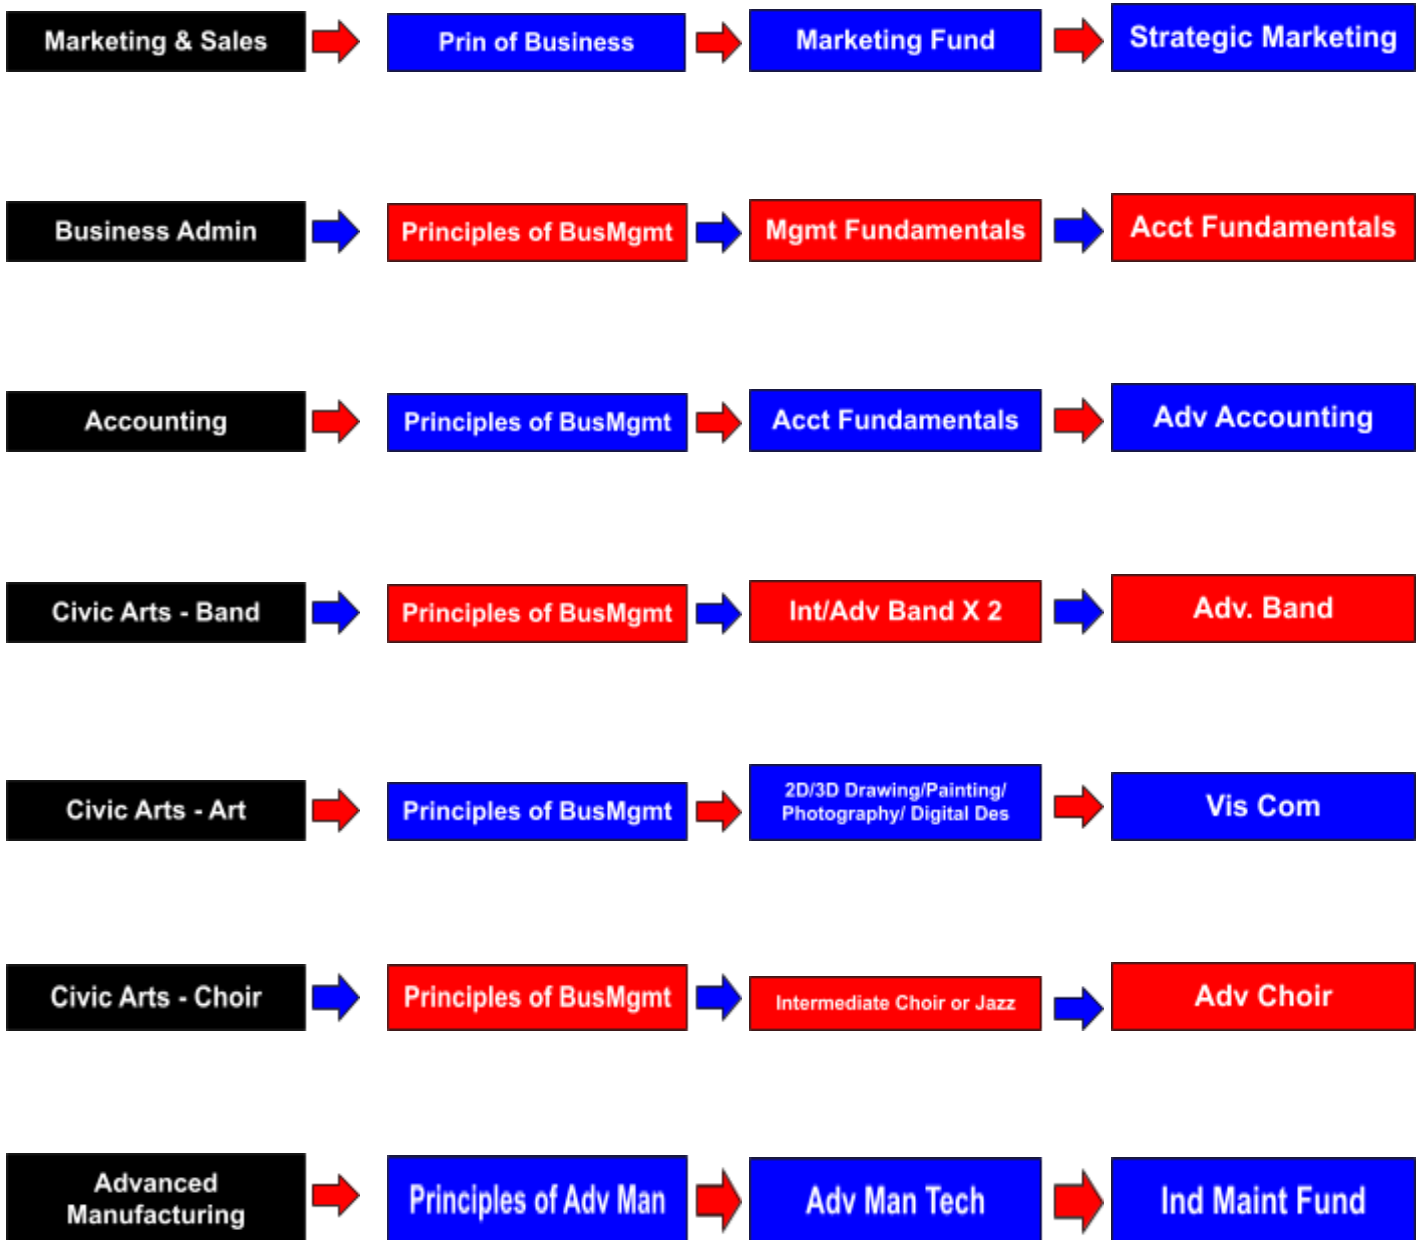 Marketing & Sales
Prin of Business
Marketing Fund
Strategic Marketing
Business Admin
Principles of BusMgmt
Mgmt Fundamentals
Acct Fundamentals
Accounting
Principles of BusMgmt
Acct Fundamentals
Adv Accounting
Civic Arts - Band
Principles of BusMgmt
Int/Adv Band X 2
Adv. Band
Civic Arts - Art
Principles of BusMgmt
2D/3D Drawing/Painting/
Photography/ Digital Des
Vis Com
Civic Arts - Choir
Principles of BusMgmt
Intermediate Choir or Jazz
Adv Choir
Advanced
Manufacturing
Principles of Adv Man
Adv Man Tech
Ind Maint Fund